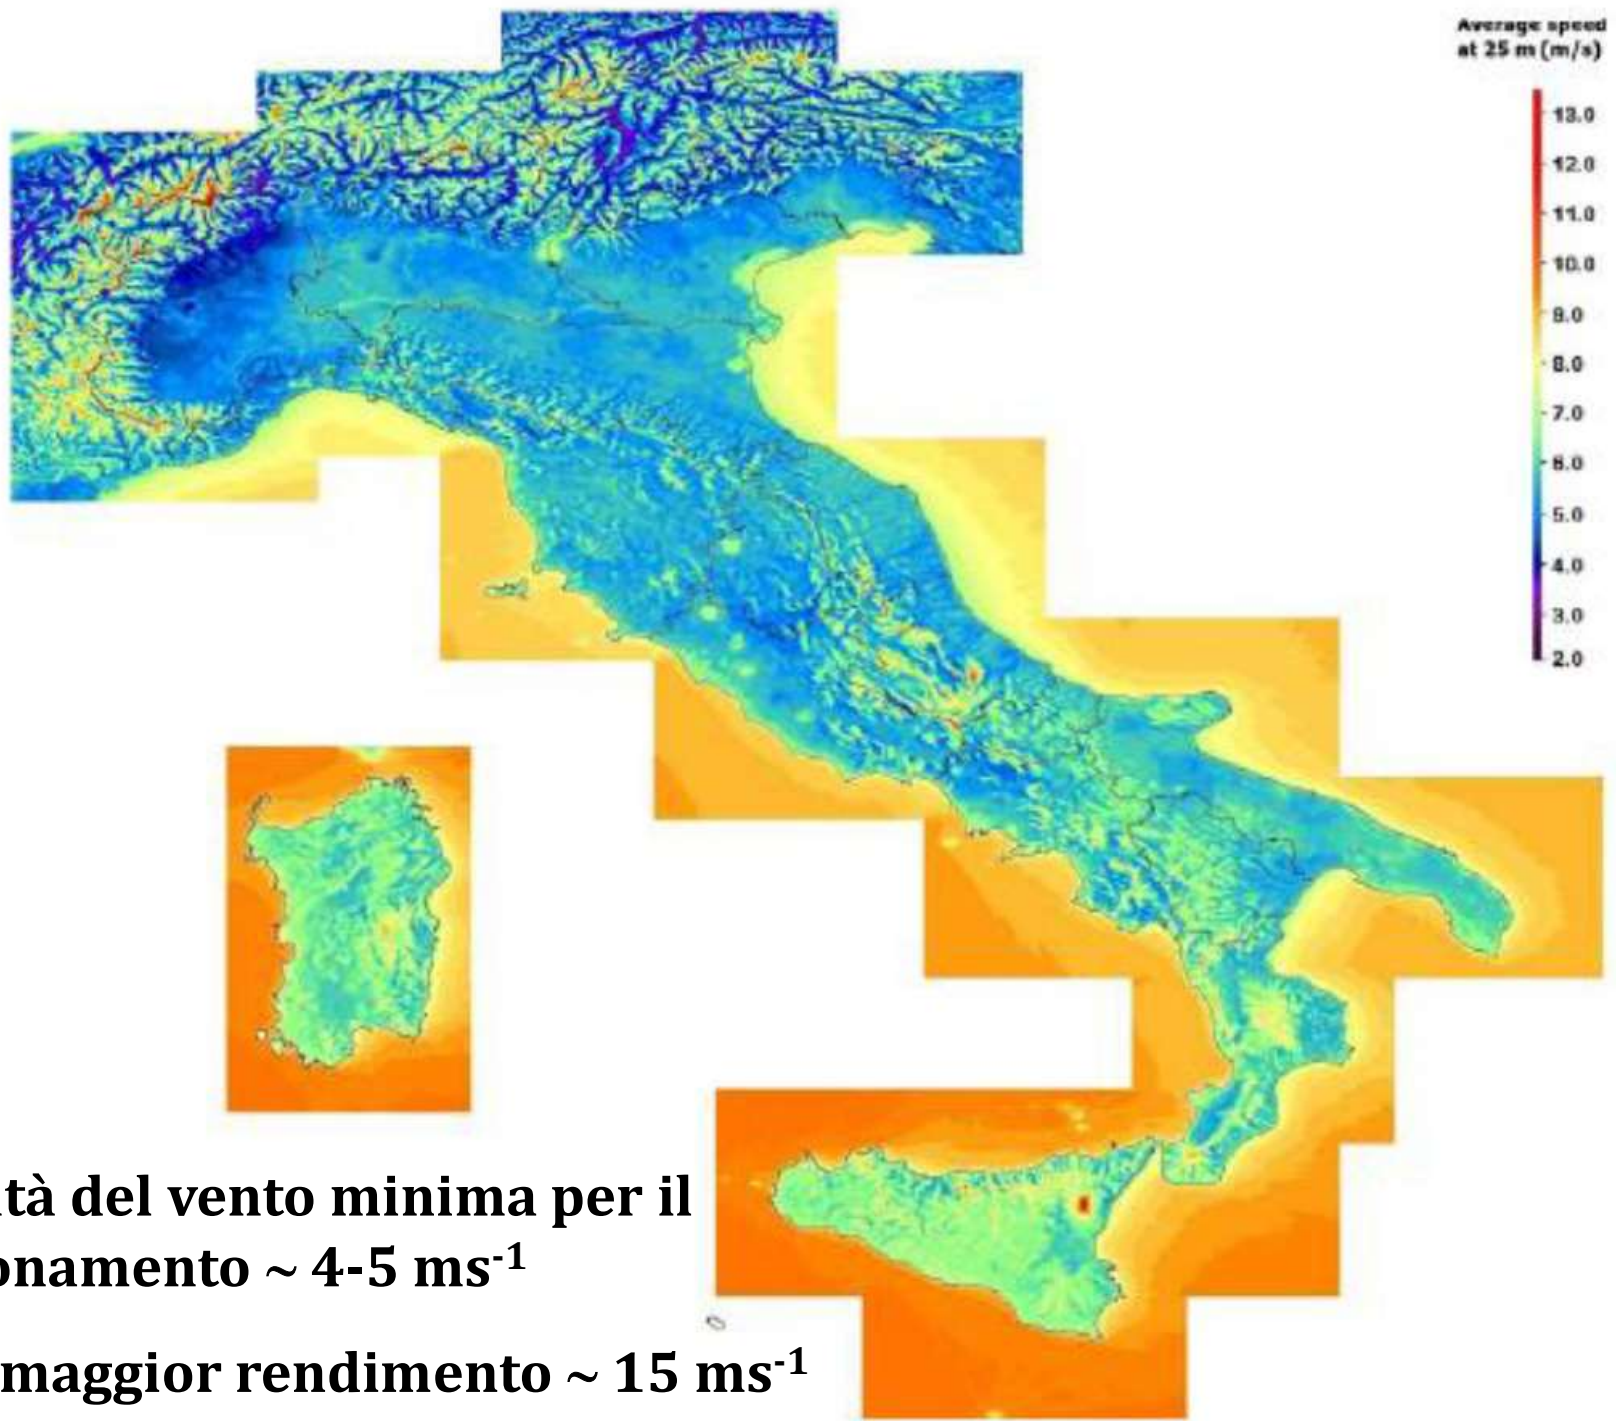 Average speed
at 25 m (m/s)
13.0
12.0
11.0
10.0
9.0
8.0
7.0
6.0
5.0
4.0
3.0
2.0
tà del vento minima per il
onamento ~ 4-5 ms⁻¹
maggior rendimento ~ 15 ms⁻¹